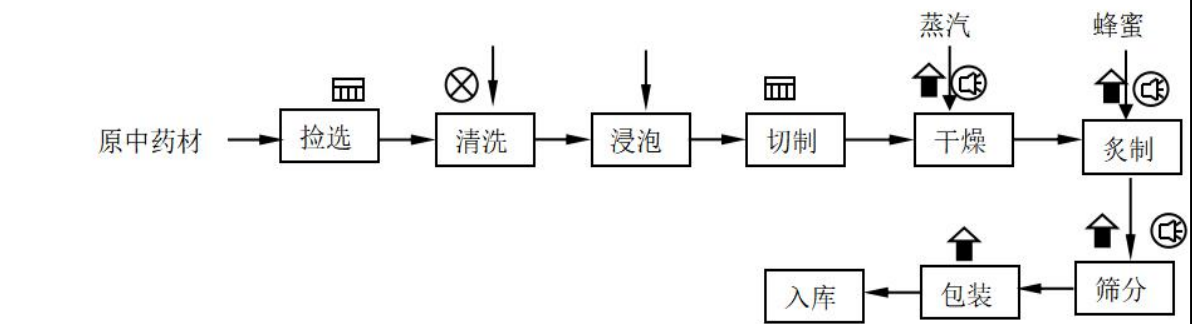 蒸汽
蜂蜜
原中药材
捡选
清洗
浸泡
切制
干燥
炙制
筛分
包装
入库